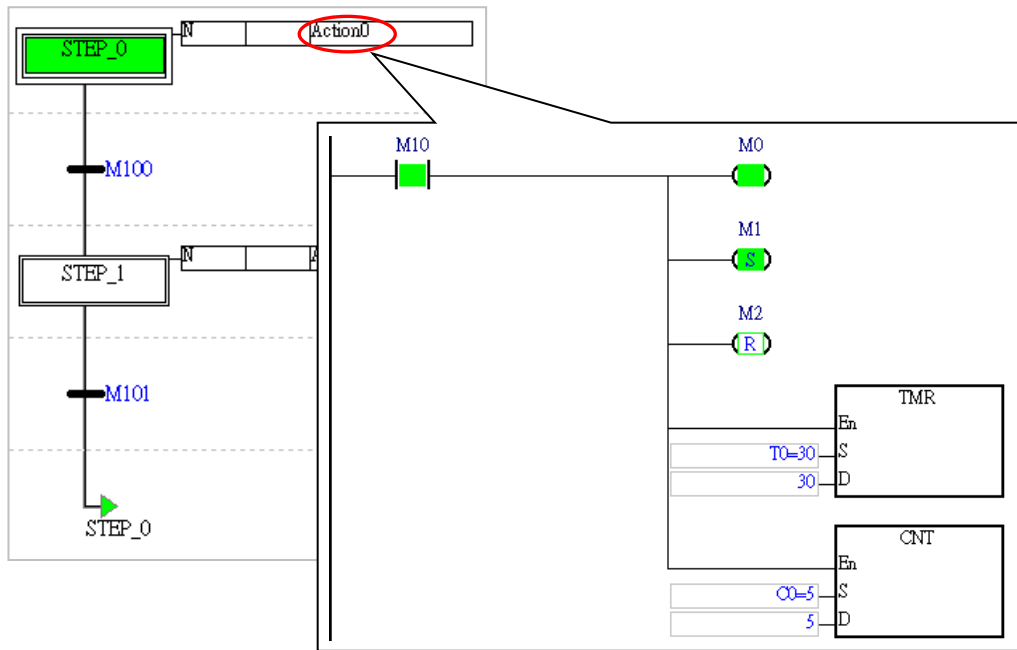 N
Action0
STEP_0
M100
N
A
STEP_1
M101
STEP_0
M10
M0
M1
S
M2
R
TMR
En
T0=30
S
30
D
CNT
En
C0=5
S
5
D